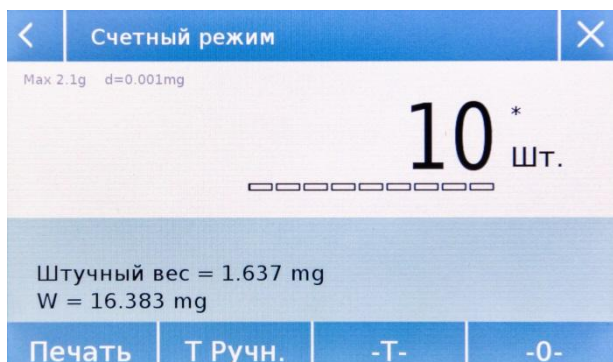 Счетный режим
Max 2.1g d=0.001mg
10 * Шт.
Штучный вес = 1.637 mg
W = 16.383 mg
Печать Т Ручн. -T- -0-